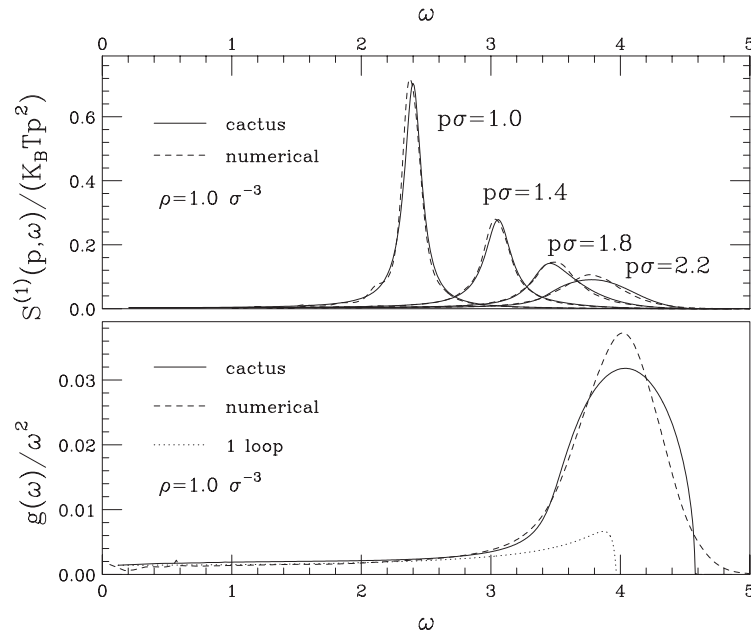 ω
0 1 2 3 4 5
S^(1)(p,ω)/(K_BTp^2)
0.6
0.4
0.2
0.0
cactus
numerical
ρ=1.0 σ^−3
pσ=1.0
pσ=1.4
pσ=1.8
pσ=2.2
g(ω)/ω^2
0.03
0.02
0.01
0.00
cactus
numerical
1 loop
ρ=1.0 σ^−3
0 1 2 3 4 5
ω